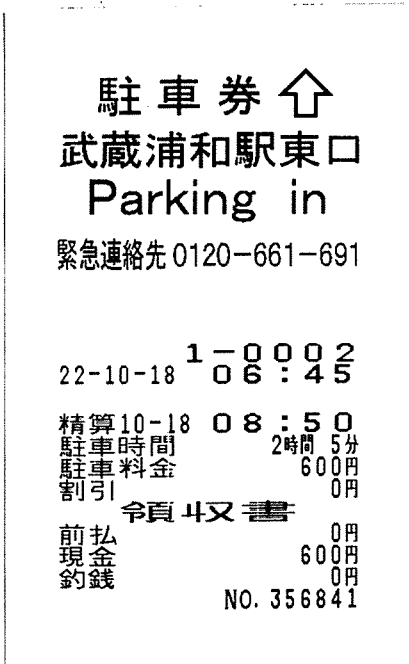 駐車券⇧
武蔵浦和駅東口
Parking in
緊急連絡先0120-661-691
1-0002
22-10-18 06:45
精算10-18 08:50
駐車時間 2時間 5分
駐車料金 600円
割引 0円
領収書
前払 0円
現金 600円
釣銭 0円
NO.356841